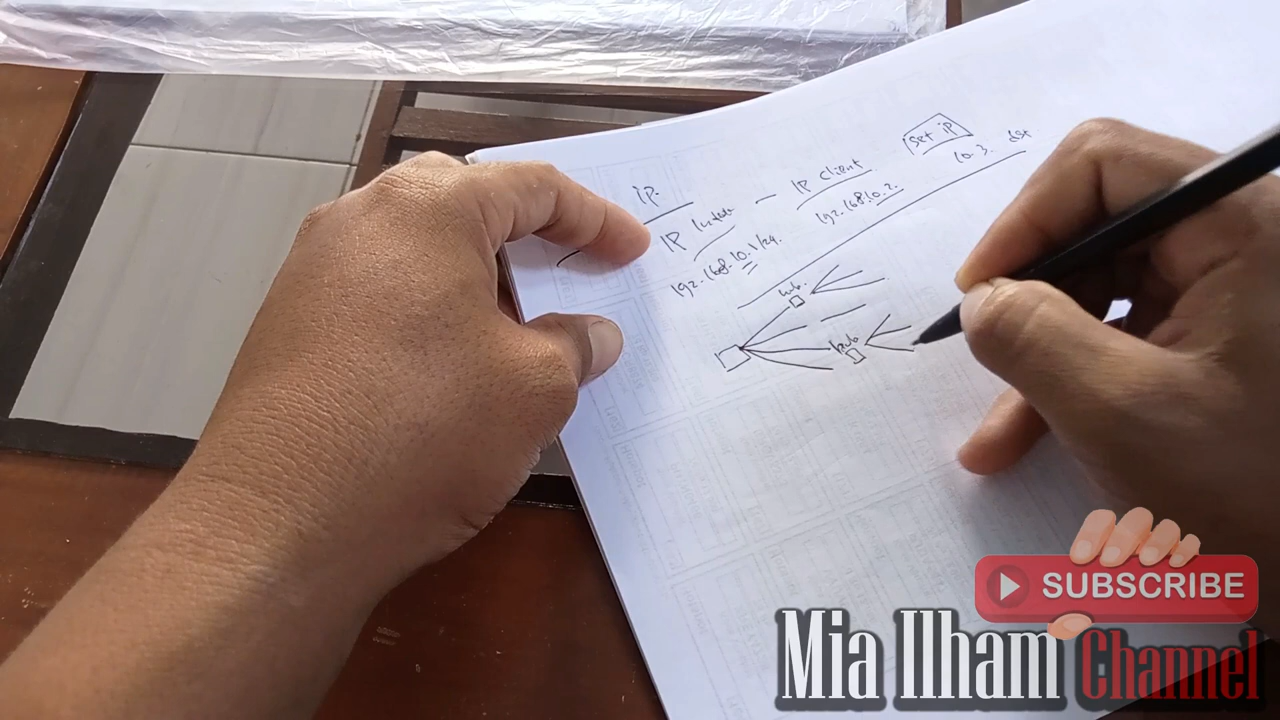 ip.
IP - IP Client
192.168.10.1/24.
192.168.10.2.
Set ip
10.3. dst
hub.
hub
SUBSCRIBE
Mia Ilham Channel